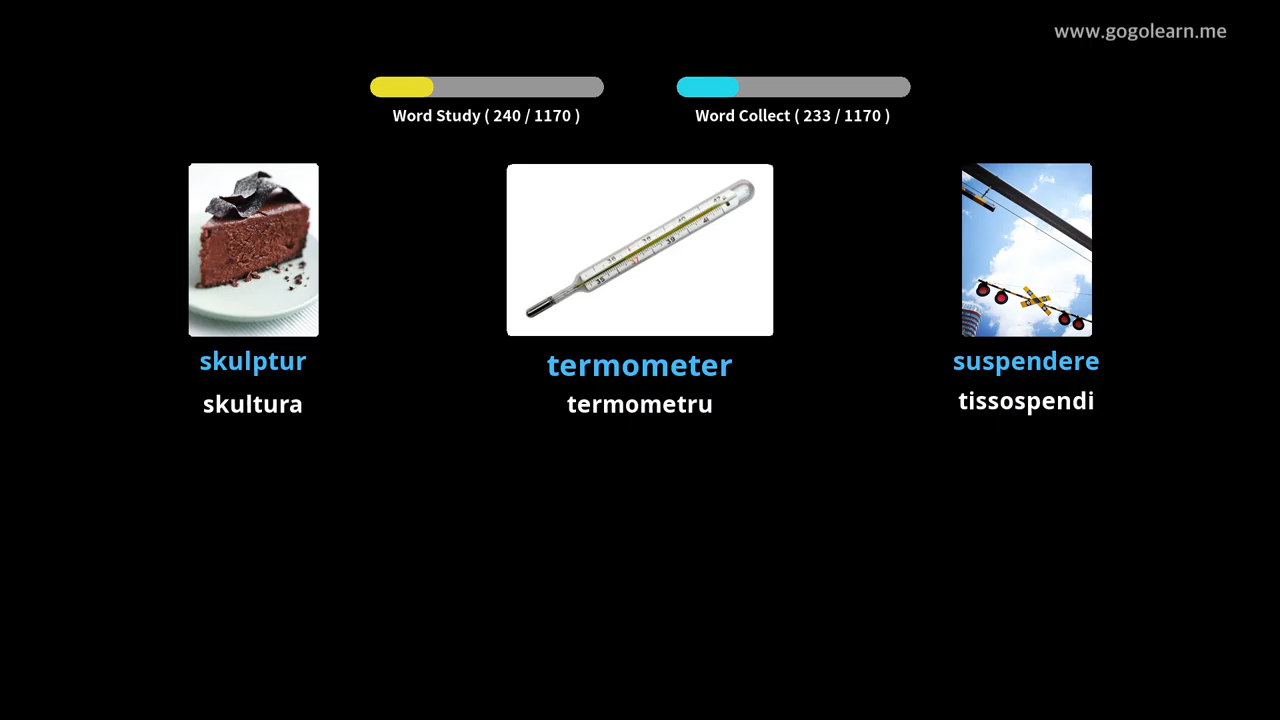 www.gogolearn.me
Word Study ( 240 / 1170 )
Word Collect ( 233 / 1170 )
skulptur
skultura
termometer
termometru
suspendere
tissospendi